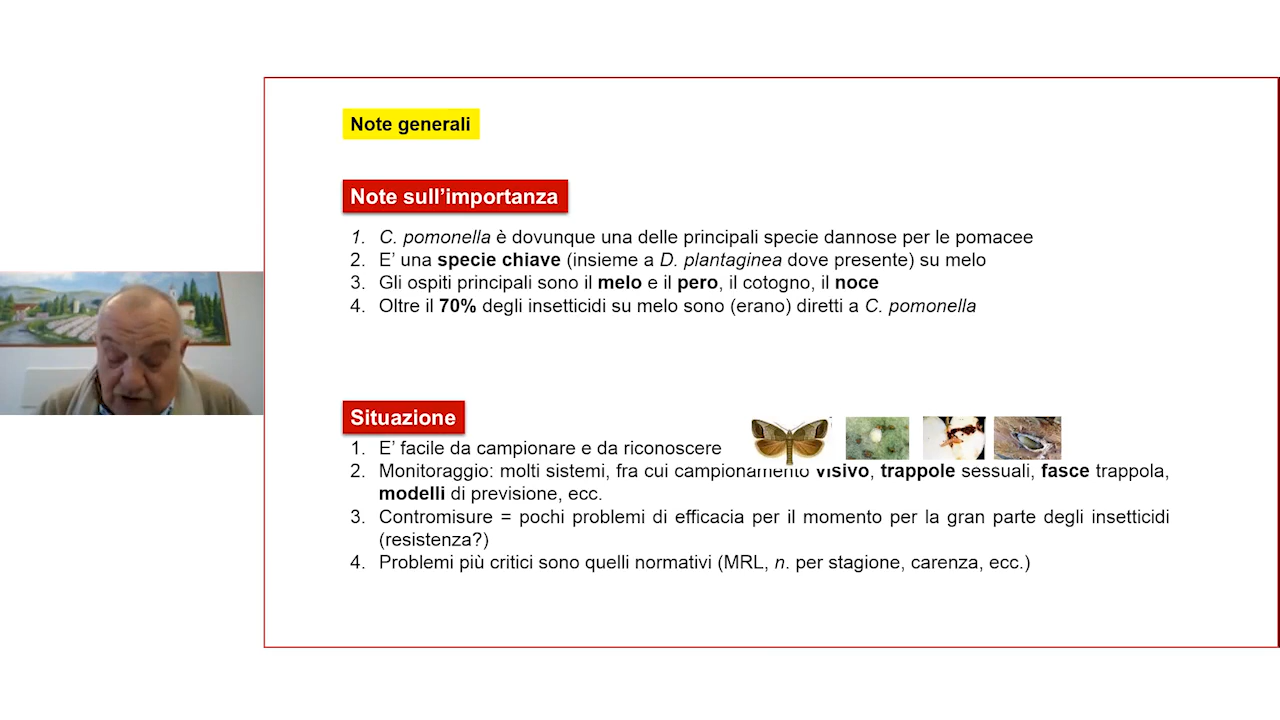 Note generali
Note sull’importanza
1. C. pomonella è dovunque una delle principali specie dannose per le pomacee
2. E’ una specie chiave (insieme a D. plantaginea dove presente) su melo
3. Gli ospiti principali sono il melo e il pero, il cotogno, il noce
4. Oltre il 70% degli insetticidi su melo sono (erano) diretti a C. pomonella
Situazione
1. E’ facile da campionare e da riconoscere
2. Monitoraggio: molti sistemi, fra cui campionamento visivo, trappole sessuali, fasce trappola,
modelli di previsione, ecc.
3. Contromisure = pochi problemi di efficacia per il momento per la gran parte degli insetticidi
(resistenza?)
4. Problemi più critici sono quelli normativi (MRL, n. per stagione, carenza, ecc.)